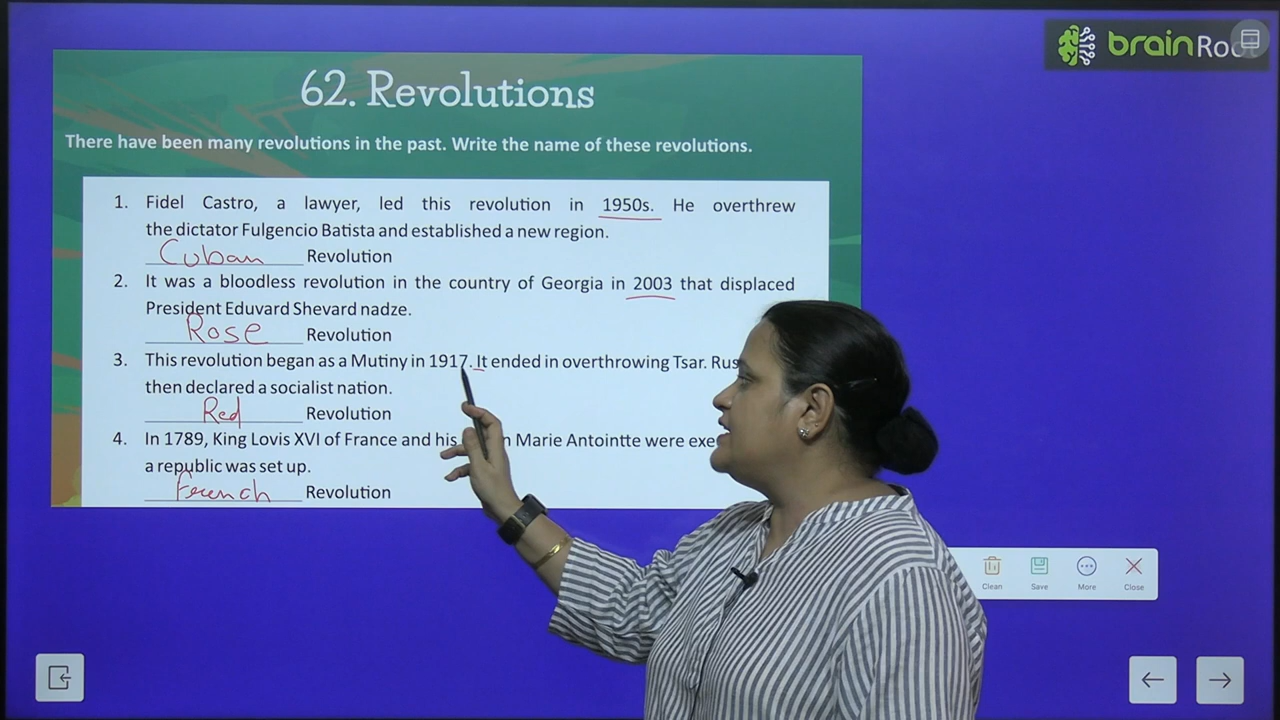 brainRoot
62. Revolutions
There have been many revolutions in the past. Write the name of these revolutions.
1. Fidel Castro, a lawyer, led this revolution in 1950s. He overthrew
the dictator Fulgencio Batista and established a new region.
Cuban Revolution
2. It was a bloodless revolution in the country of Georgia in 2003 that displaced
President Eduvard Shevard nadze.
Rose Revolution
3. This revolution began as a Mutiny in 1917. It ended in overthrowing Tsar.
then declared a socialist nation.
Red Revolution
4. In 1789, King Lovis XVI of France and his Marie Antointte were
a republic was set up.
French Revolution
Clean Save More Close